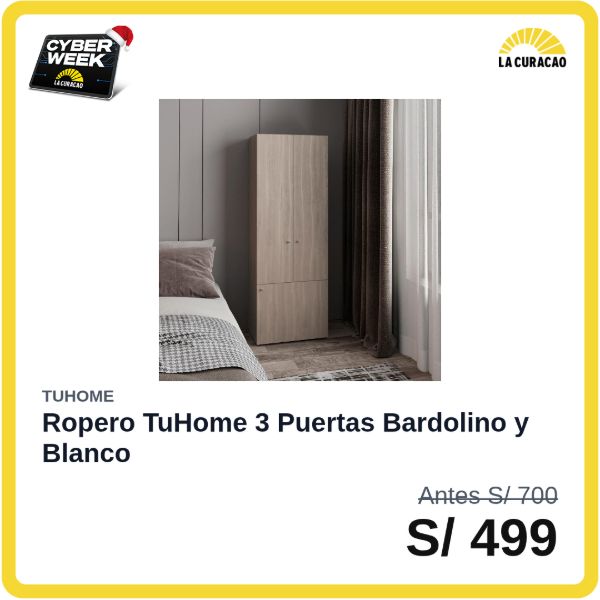 CYBER
WEEK
LA CURACAO
LA CURACAO
TUHOME
Ropero TuHome 3 Puertas Bardolino y
Blanco
Antes S/ 700
S/ 499